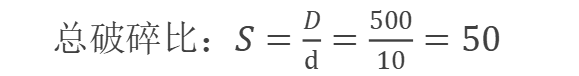 总破碎比：S = D/d = 500/10 = 50